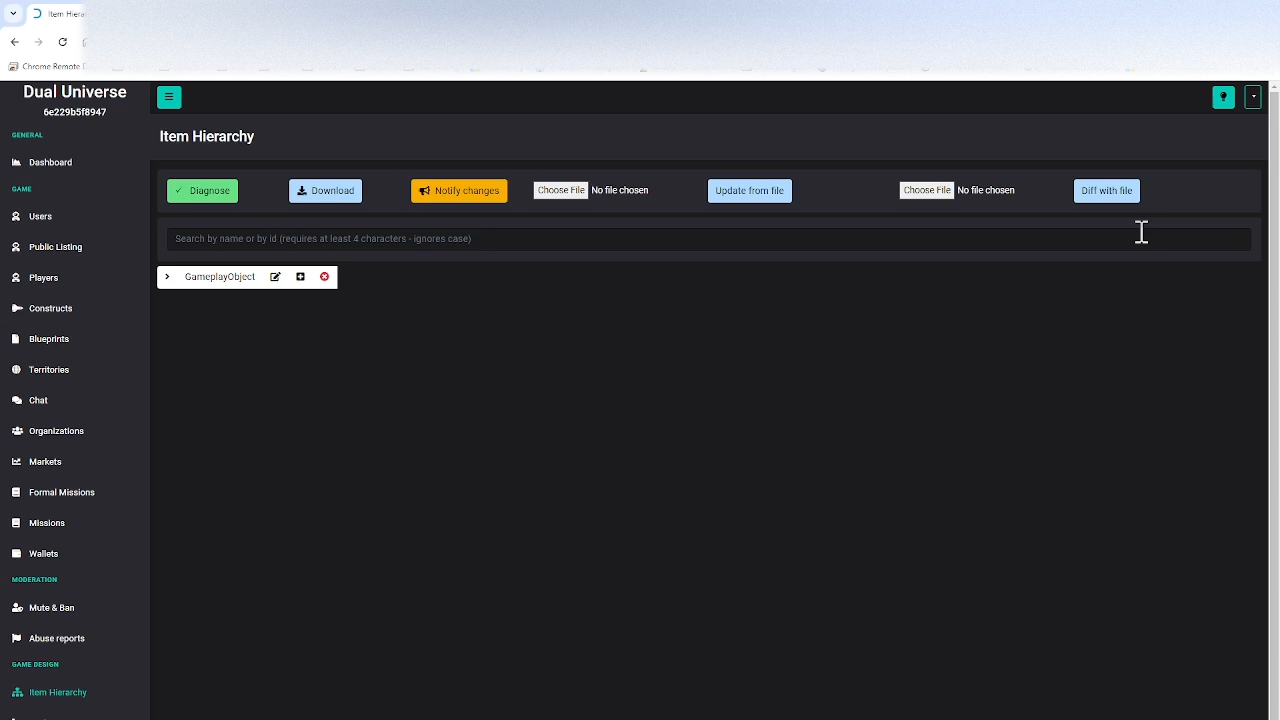 Item Hiera
Chrome Remote
Dual Universe
6e229b5f8947
GENERAL
Dashboard
GAME
Users
Public Listing
Players
Constructs
Blueprints
Territories
Chat
Organizations
Markets
Formal Missions
Missions
Wallets
MODERATION
Mute & Ban
Abuse reports
GAME DESIGN
Item Hierarchy
Item Hierarchy
Diagnose Download Notify changes Choose File No file chosen Update from file Choose File No file chosen Diff with file
Search by name or by id (requires at least 4 characters - ignores case)
GameplayObject